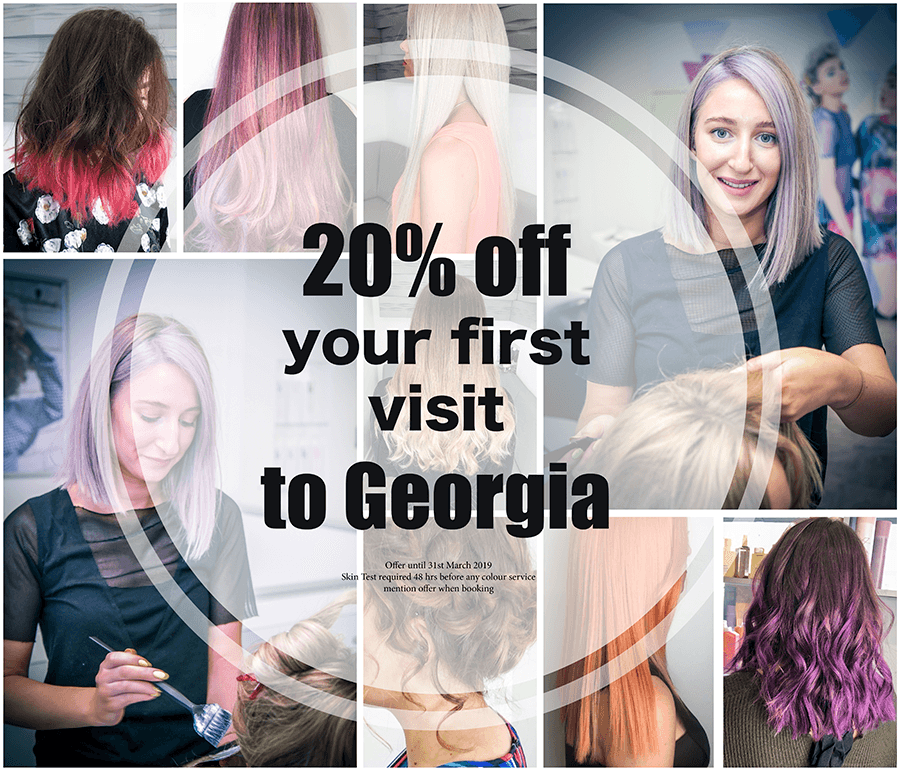 20% off
your first
visit
to Georgia
Offer until 31st March 2019
Skin Test required 48 hrs before any colour service
mention offer when booking